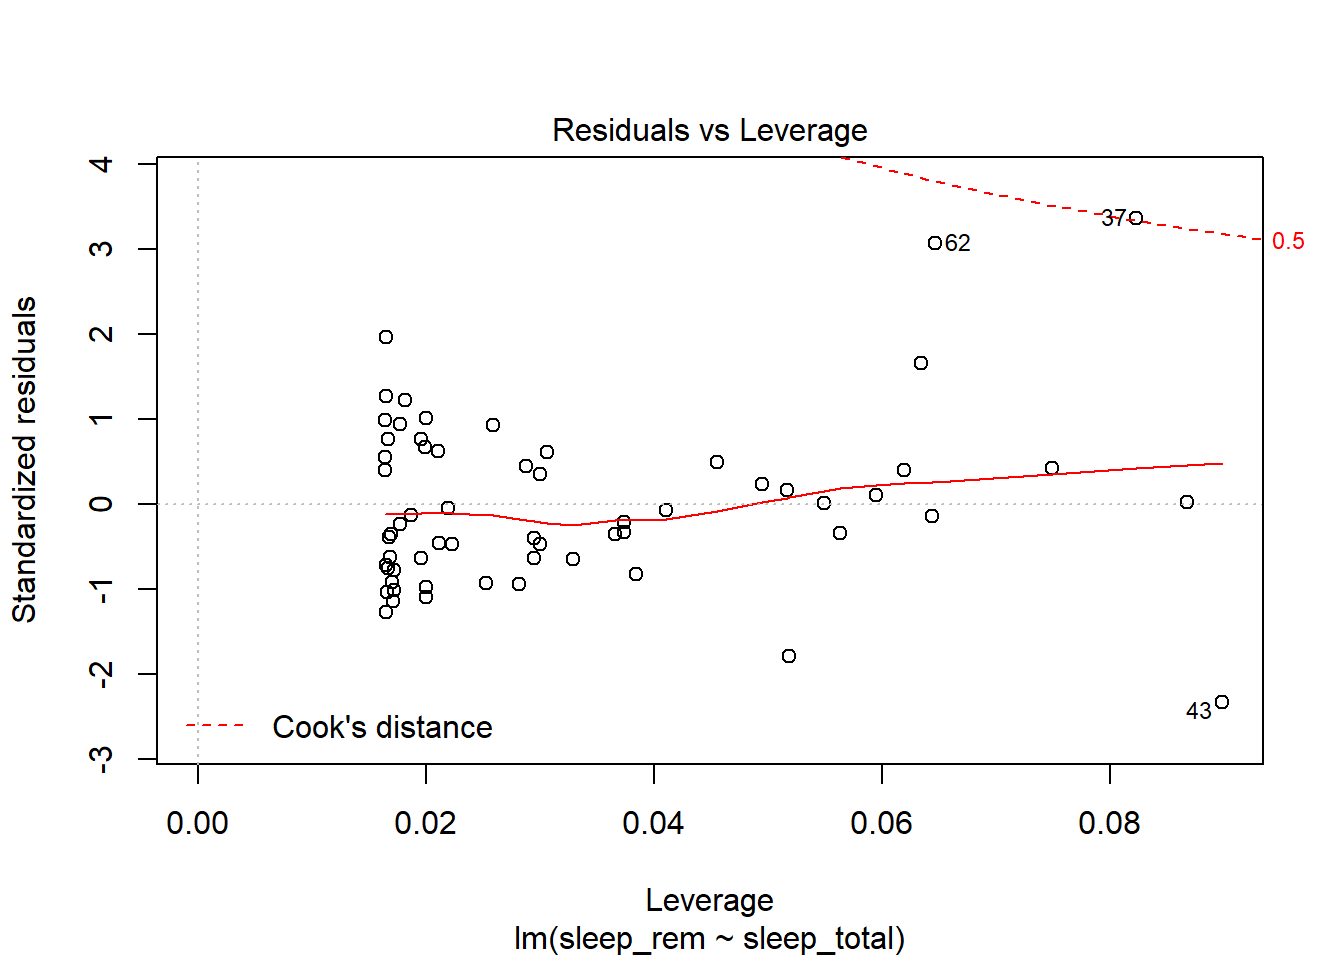 Residuals vs Leverage
4
3
2
1
0
-1
-2
-3
Standardized residuals
37
62
0.5
43
Cook's distance
0.00 0.02 0.04 0.06 0.08
Leverage
lm(sleep_rem ~ sleep_total)